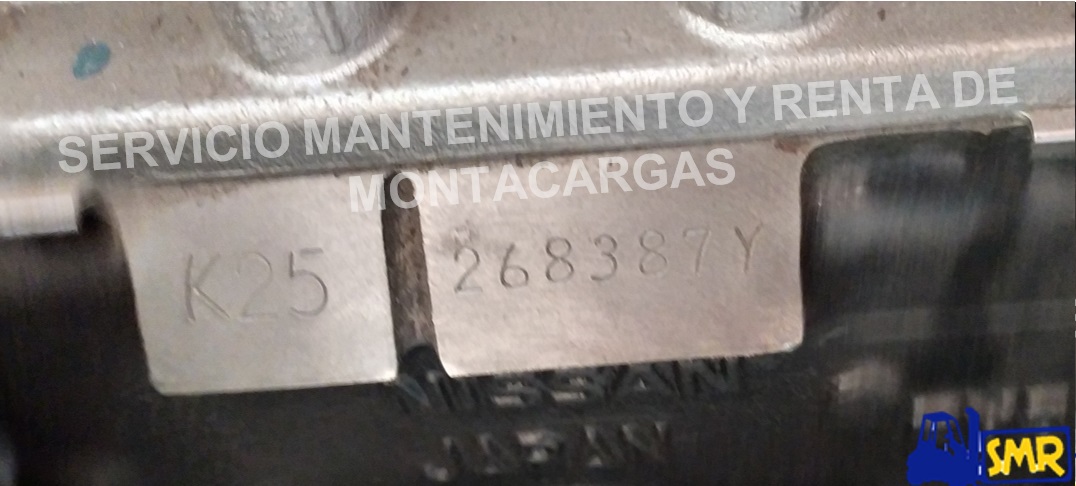 SERVICIO MANTENIMIENTO Y RENTA DE
MONTACARGAS
K25
268387Y
NISSAN
JAPAN
SMR